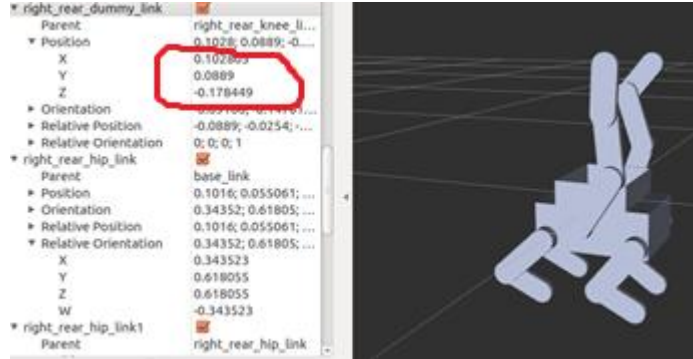 right_rear_dummy_link
Parent right_rear_knee_li...
Position 0.1028; 0.0889; -0....
X 0.102805
Y 0.0889
Z -0.178449
Orientation
Relative Position -0.0889; -0.0254; -...
Relative Orientation 0; 0; 0; 1
right_rear_hip_link
Parent base_link
Position 0.1016; 0.055061; ...
Orientation 0.34352; 0.61805; ...
Relative Position 0.1016; 0.055061; ...
Relative Orientation 0.34352; 0.61805; ...
X 0.343523
Y 0.618055
Z 0.618055
W -0.343523
right_rear_hip_link1
Parent right_rear_hip_link